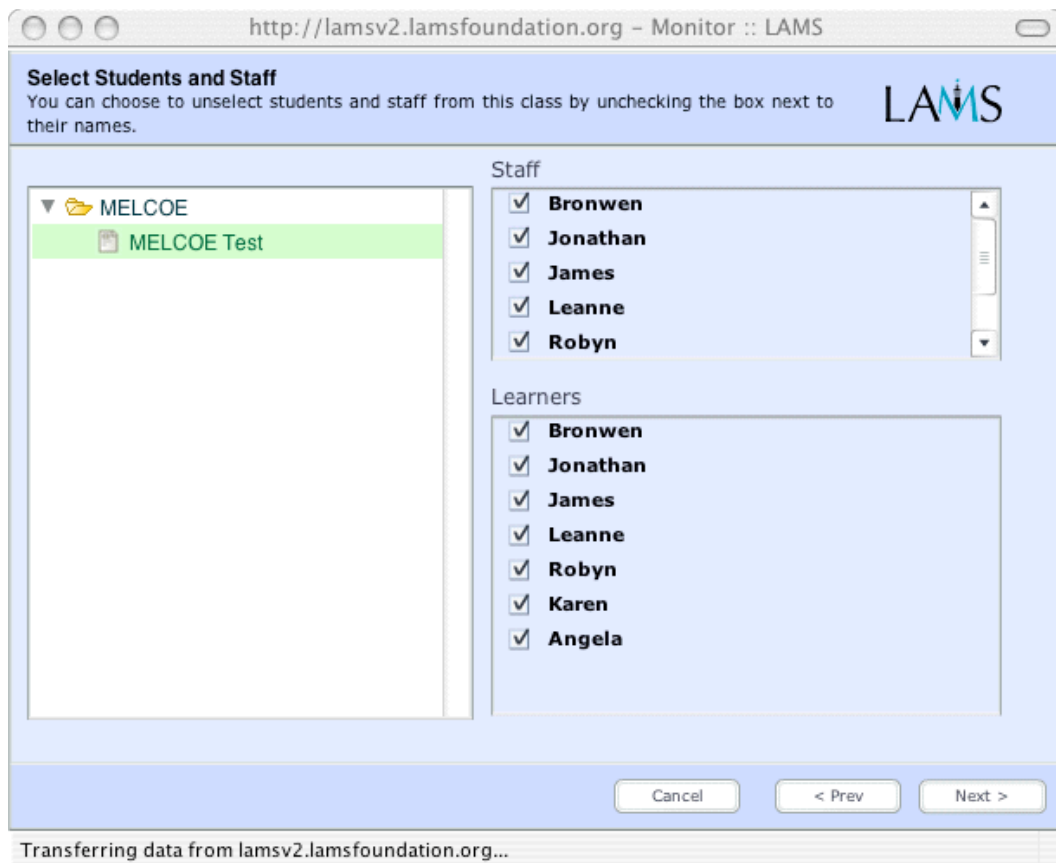 http://lamsv2.lamsfoundation.org – Monitor :: LAMS
Select Students and Staff
You can choose to unselect students and staff from this class by unchecking the box next to
their names.
LAMS
MELCOE
MELCOE Test
Staff
Bronwen
Jonathan
James
Leanne
Robyn
Learners
Bronwen
Jonathan
James
Leanne
Robyn
Karen
Angela
Cancel
< Prev
Next >
Transferring data from lamsv2.lamsfoundation.org...